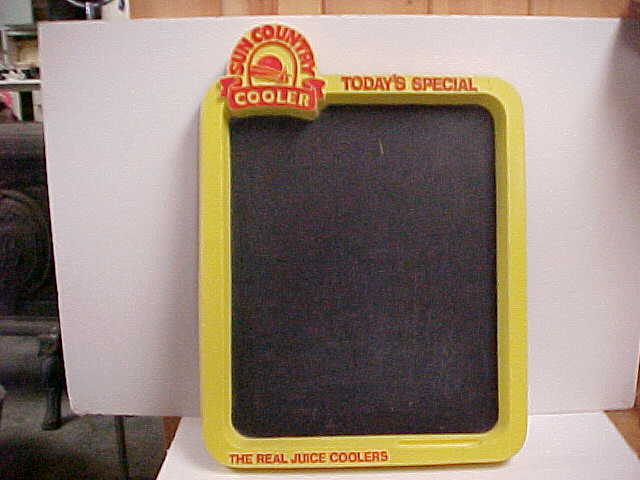 SUN COUNTRY
COOLER
TODAY'S SPECIAL
THE REAL JUICE COOLERS